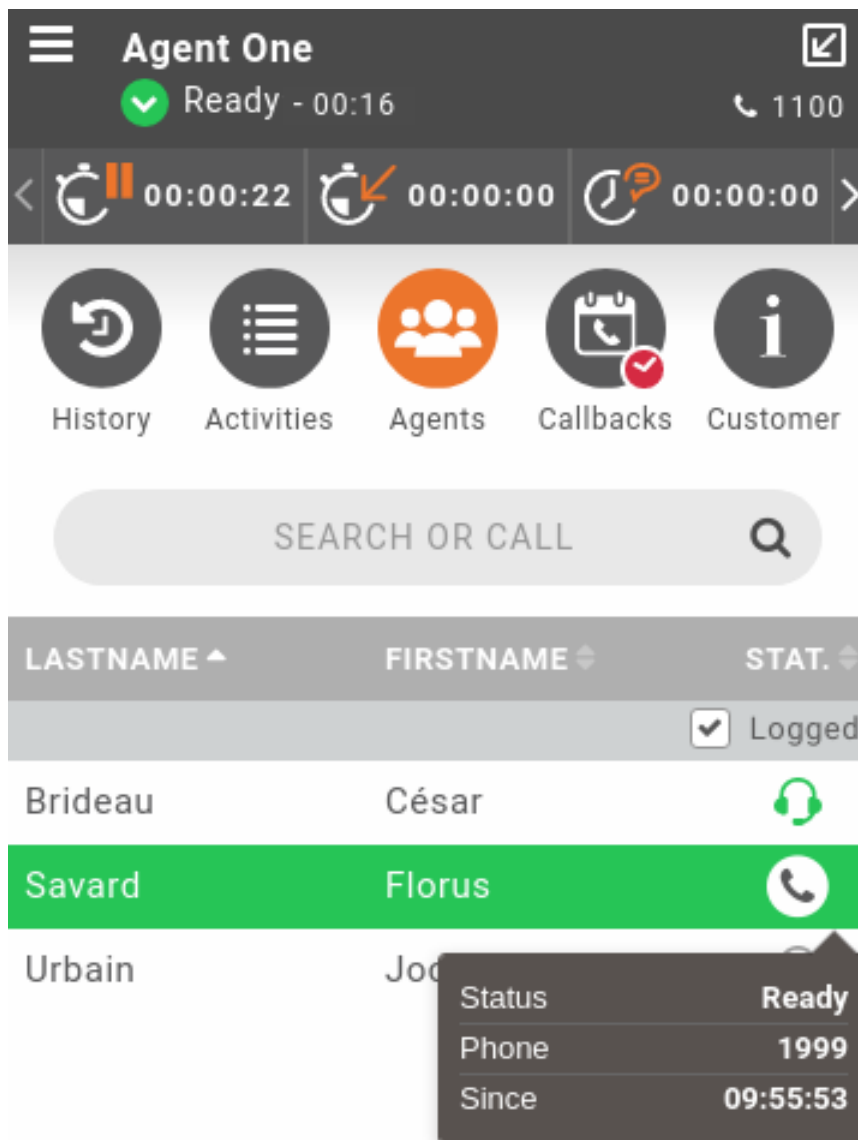 Agent One
Ready - 00:16
1100
00:00:22 00:00:00 00:00:00
History Activities Agents Callbacks Customer
SEARCH OR CALL
LASTNAME FIRSTNAME STAT.
Logged
Brideau César
Savard Florus
Urbain
Status Ready
Phone 1999
Since 09:55:53